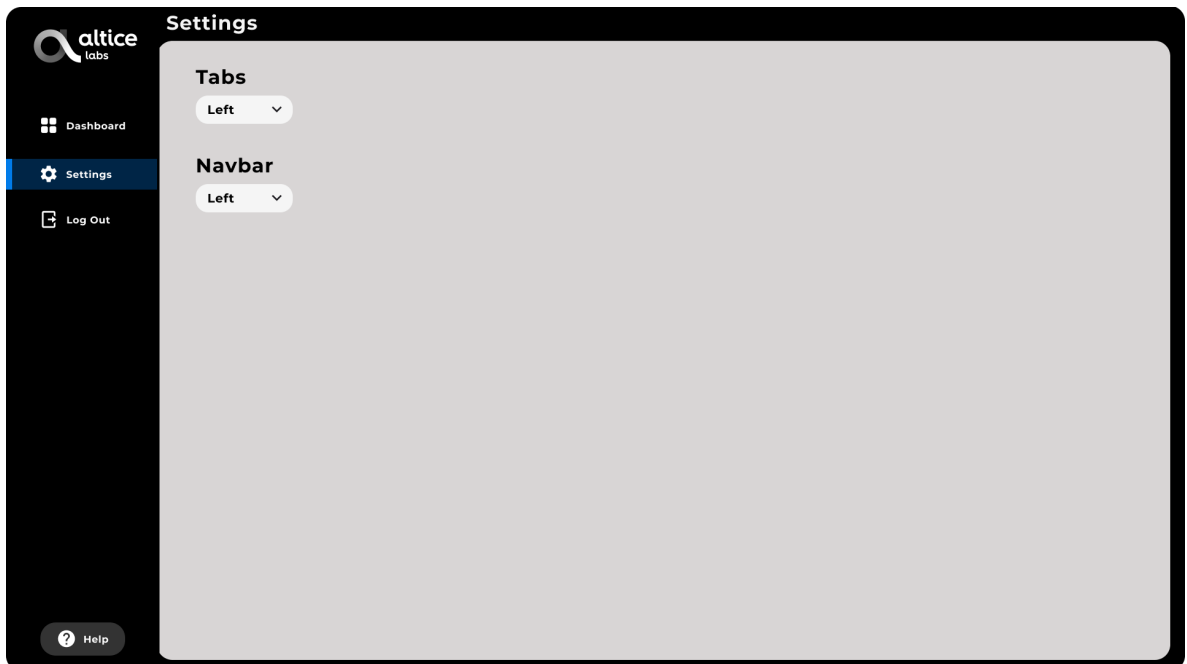 altice
labs
Settings
Dashboard
Settings
Log Out
Help
Tabs
Left
Navbar
Left